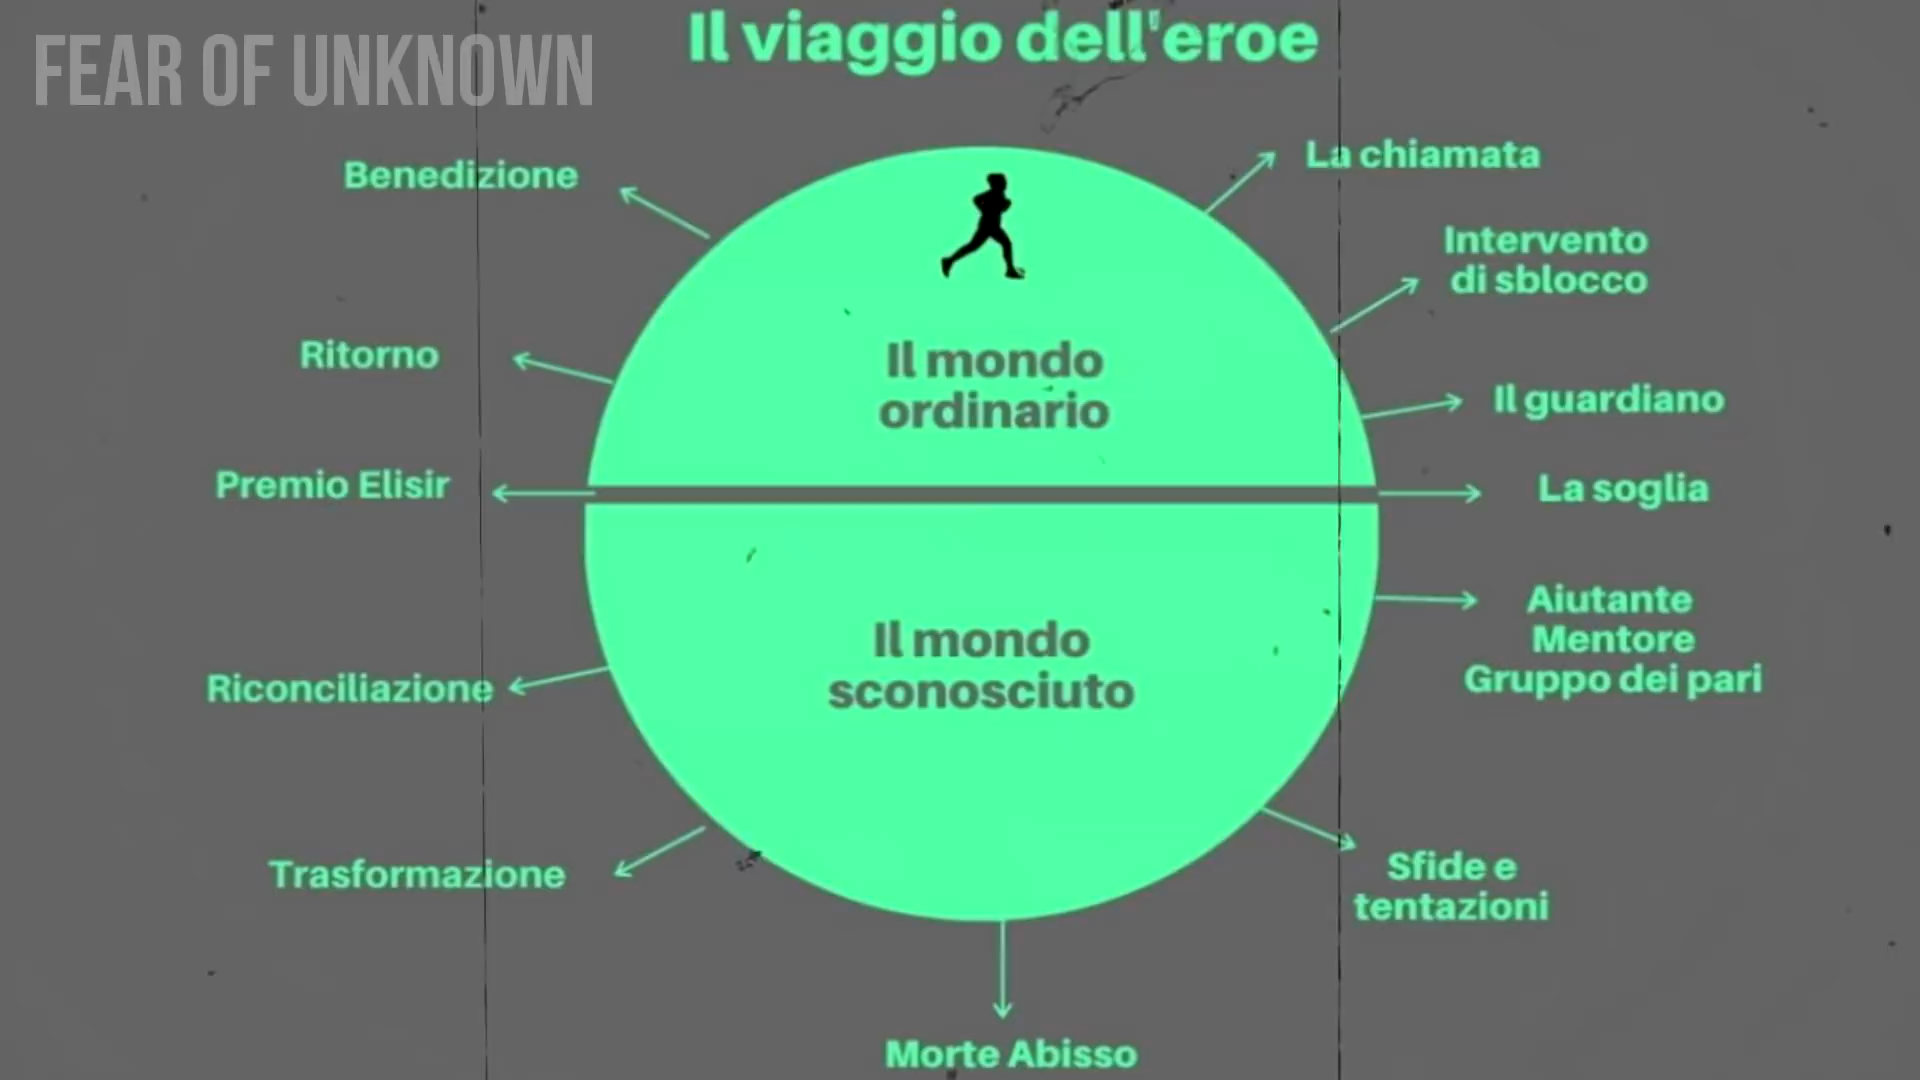 Il viaggio dell'eroe
FEAR OF UNKNOWN
La chiamata
Benedizione
Intervento
di sblocco
Ritorno
Il mondo
ordinario
Il guardiano
Premio Elisir
La soglia
Aiutante
Mentore
Gruppo dei pari
Il mondo
sconosciuto
Riconciliazione
Trasformazione
Sfide e
tentazioni
Morte Abisso